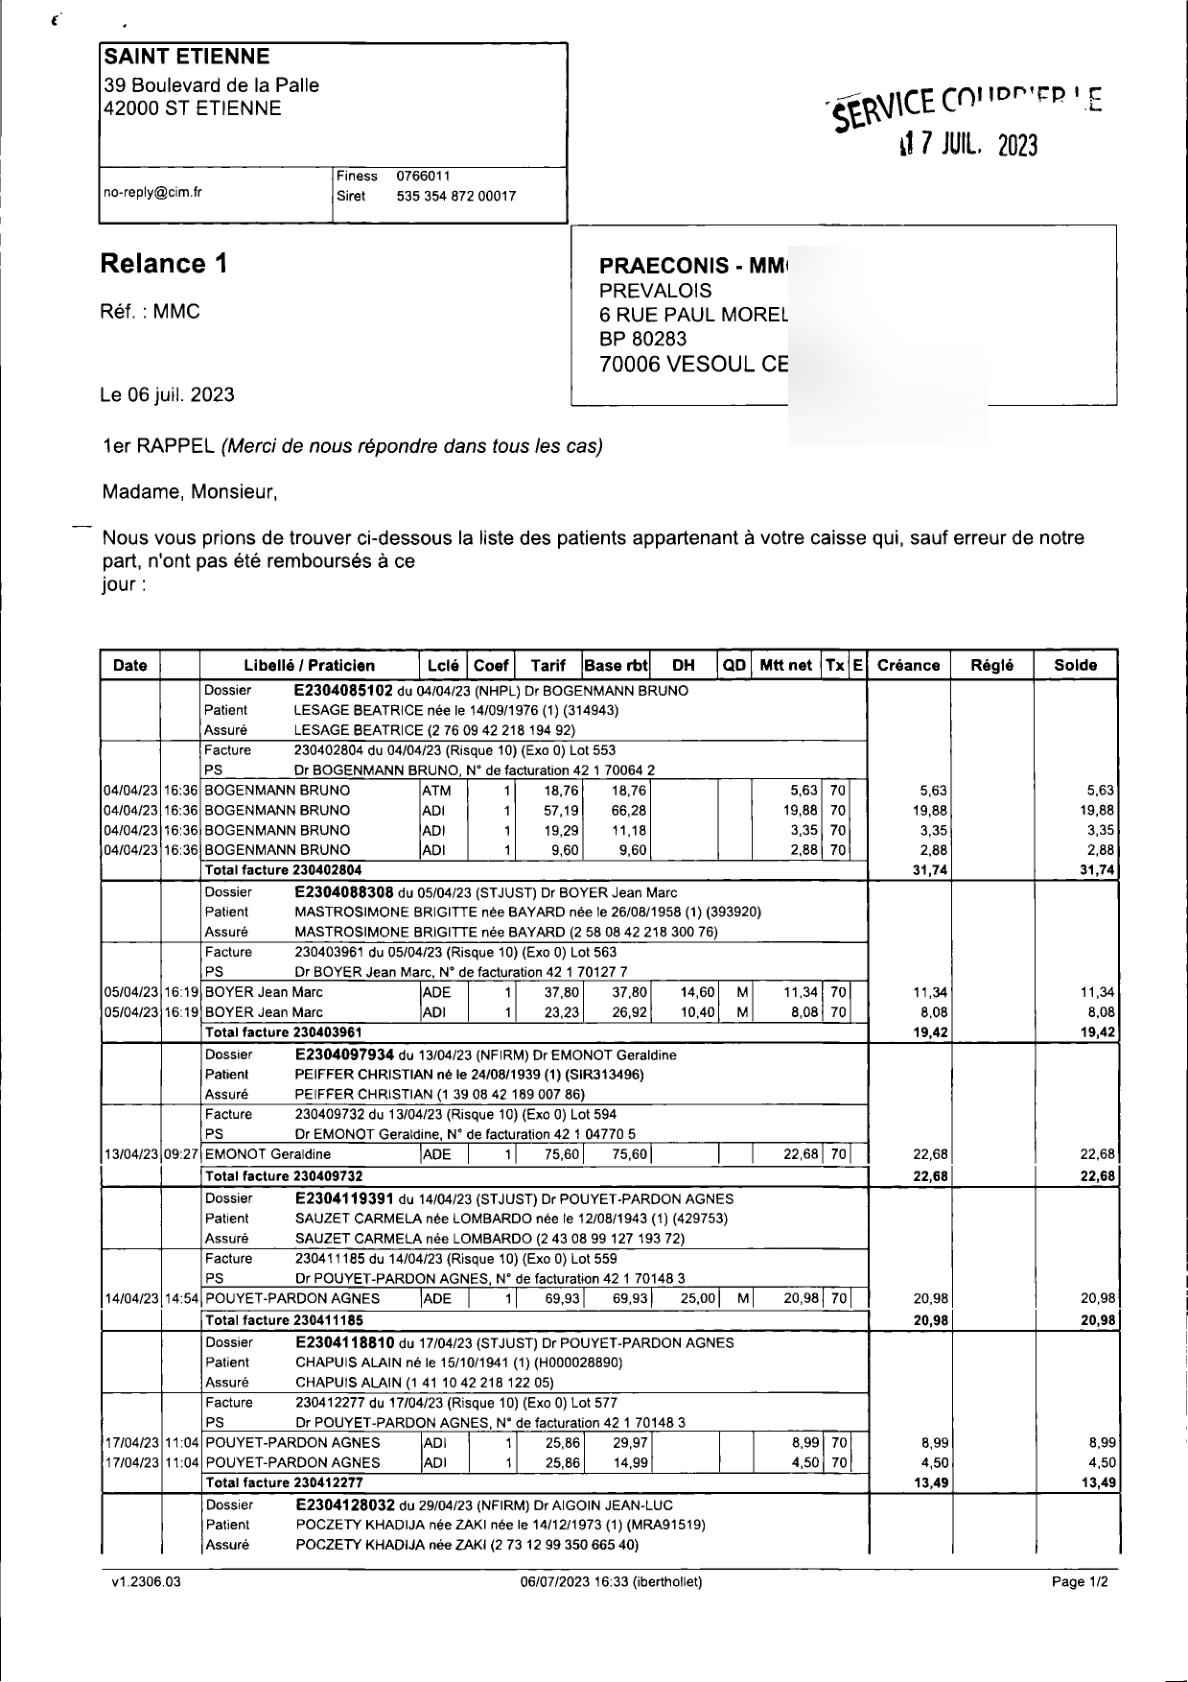 SAINT ETIENNE
39 Boulevard de la Palle
42000 ST ETIENNE
no-reply@cim.fr
Finess 0766011
Siret 535 354 872 00017
SERVICE
17 JUIL. 2023
Relance 1
Réf. : MMC
PRAECONIS -
PREVALOIS
6 RUE PAUL MOREL
BP 80283
70006 VESOUL
Le 06 juil. 2023
1er RAPPEL (Merci de nous répondre dans tous les cas)
Madame, Monsieur,
Nous vous prions de trouver ci-dessous la liste des patients appartenant à votre caisse qui, sauf erreur de notre
part, n'ont pas été remboursés à ce
jour :
Date Libellé / Praticien Lclé Coef Tarif Base rbt DH QD Mtt net Tx E Créance Réglé Solde
Dossier E2304085102 du 04/04/23 (NHPL) Dr BOGENMANN BRUNO
Patient LESAGE BEATRICE née le 14/09/1976 (1) (314943)
Assuré LESAGE BEATRICE (2 76 09 42 218 194 92)
Facture 230402804 du 04/04/23 (Risque 10) (Exo 0) Lot 553
PS Dr BOGENMANN BRUNO, N° de facturation 42 1 70064 2
04/04/23 16:36 BOGENMANN BRUNO ATM 1 18,76 18,76 5,63 70 5,63 5,63
04/04/23 16:36 BOGENMANN BRUNO ADI 1 57,19 66,28 19,88 70 19,88 19,88
04/04/23 16:36 BOGENMANN BRUNO ADI 1 19,29 11,18 3,35 70 3,35 3,35
04/04/23 16:36 BOGENMANN BRUNO ADI 1 9,60 9,60 2,88 70 2,88 2,88
Total facture 230402804 31,74 31,74
Dossier E2304088308 du 05/04/23 (STJUST) Dr BOYER Jean Marc
Patient MASTROSIMONE BRIGITTE née BAYARD née le 26/08/1958 (1) (393920)
Assuré MASTROSIMONE BRIGITTE née BAYARD (2 58 08 42 218 300 76)
Facture 230403961 du 05/04/23 (Risque 10) (Exo 0) Lot 563
PS Dr BOYER Jean Marc, N° de facturation 42 1 70127 7
05/04/23 16:19 BOYER Jean Marc ADE 1 37,80 37,80 14,60 M 11,34 70 11,34 11,34
05/04/23 16:19 BOYER Jean Marc ADI 1 23,23 26,92 10,40 M 8,08 70 8,08 8,08
Total facture 230403961 19,42 19,42
Dossier E2304097934 du 13/04/23 (NFIRM) Dr EMONOT Geraldine
Patient PEIFFER CHRISTIAN né le 24/08/1939 (1) (SIR313496)
Assuré PEIFFER CHRISTIAN (1 39 08 42 189 007 86)
Facture 230409732 du 13/04/23 (Risque 10) (Exo 0) Lot 594
PS Dr EMONOT Geraldine, N° de facturation 42 1 04770 5
13/04/23 09:27 EMONOT Geraldine ADE 1 75,60 75,60 22,68 70 22,68 22,68
Total facture 230409732 22,68 22,68
Dossier E2304119391 du 14/04/23 (STJUST) Dr POUYET-PARDON AGNES
Patient SAUZET CARMELA née LOMBARDO née le 12/08/1943 (1) (429753)
Assuré SAUZET CARMELA née LOMBARDO (2 43 08 99 127 193 72)
Facture 230411185 du 14/04/23 (Risque 10) (Exo 0) Lot 559
PS Dr POUYET-PARDON AGNES, N° de facturation 42 1 70148 3
14/04/23 14:54 POUYET-PARDON AGNES ADE 1 69,93 69,93 25,00 M 20,98 70 20,98 20,98
Total facture 230411185 20,98 20,98
Dossier E2304118810 du 17/04/23 (STJUST) Dr POUYET-PARDON AGNES
Patient CHAPUIS ALAIN né le 15/10/1941 (1) (H000028890)
Assuré CHAPUIS ALAIN (1 41 10 42 218 122 05)
Facture 230412277 du 17/04/23 (Risque 10) (Exo 0) Lot 577
PS Dr POUYET-PARDON AGNES, N° de facturation 42 1 70148 3
17/04/23 11:04 POUYET-PARDON AGNES ADI 1 25,86 29,97 8,99 70 8,99 8,99
17/04/23 11:04 POUYET-PARDON AGNES ADI 1 25,86 14,99 4,50 70 4,50 4,50
Total facture 230412277 13,49 13,49
Dossier E2304128032 du 29/04/23 (NFIRM) Dr AIGOIN JEAN-LUC
Patient POCZETY KHADIJA née ZAKI née le 14/12/1973 (1) (MRA91519)
Assuré POCZETY KHADIJA née ZAKI (2 73 12 99 350 665 40)
v1.2306.03 06/07/2023 16:33 (iberthollet) Page 1/2